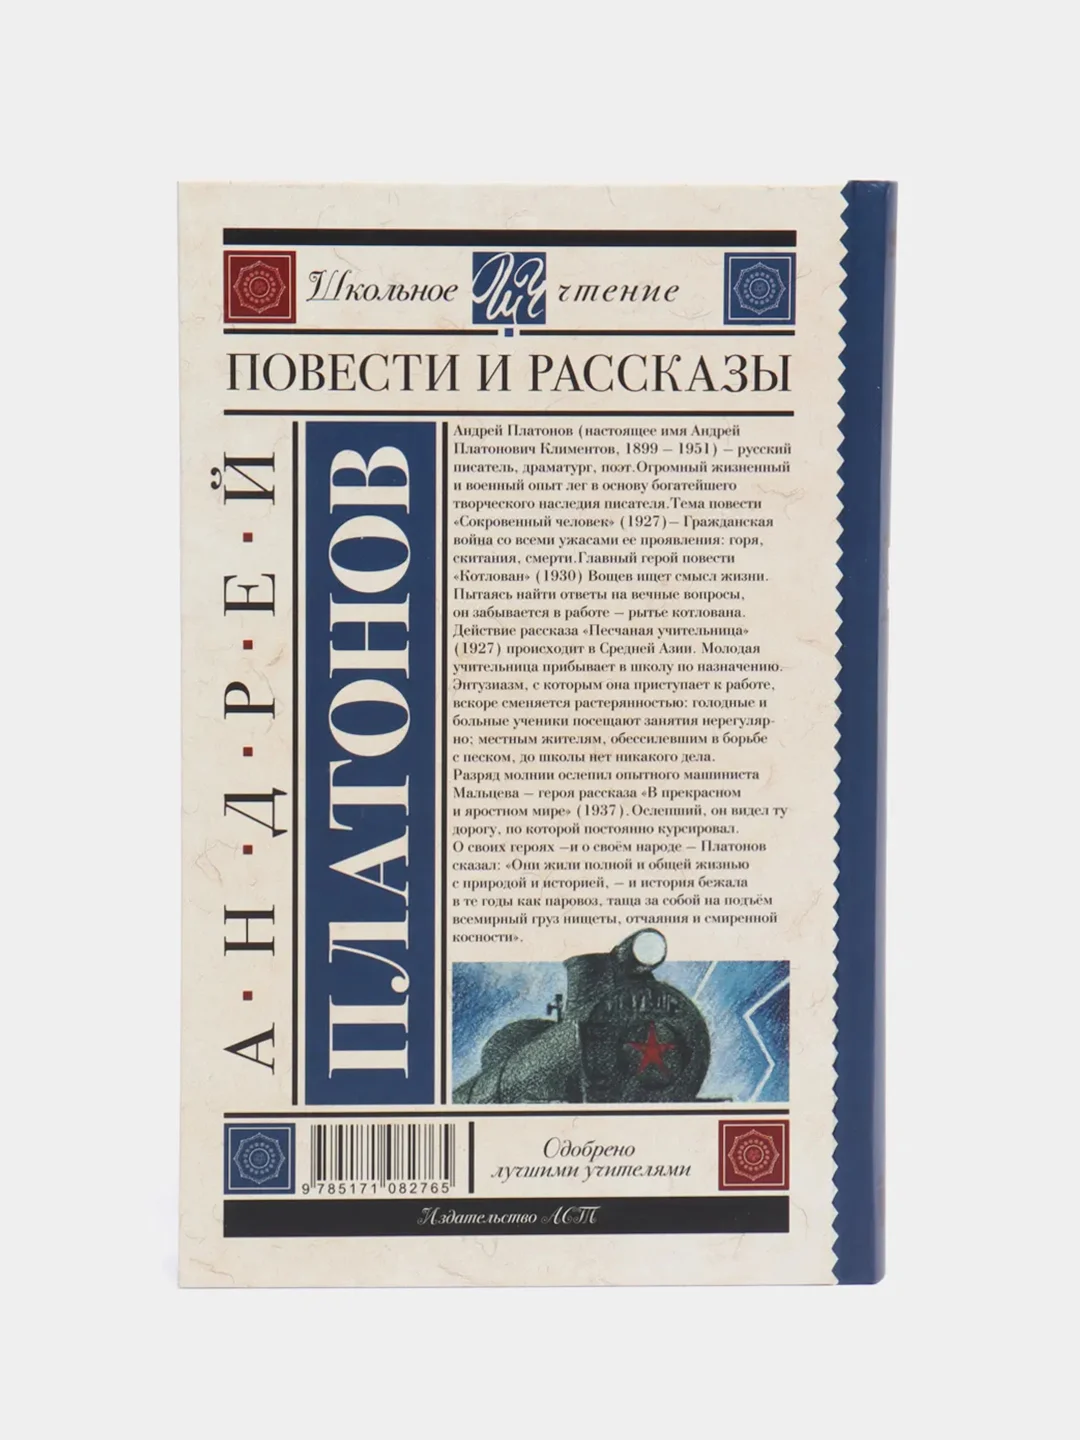 Школьное ШЧ чтение
ПОВЕСТИ И РАССКАЗЫ
АНДРЕЙ
ПЛАТОНОВ
Андрей Платонов (настоящее имя Андрей
Платонович Климентов, 1899 – 1951) – русский
писатель, драматург, поэт.Огромный жизненный
и военный опыт лег в основу богатейшего
творческого наследия писателя.Тема повести
«Сокровенный человек» (1927)– Гражданская
война со всеми ужасами ее проявления: горя,
скитания, смерти.Главный герой повести
«Котлован» (1930) Вощев ищет смысл жизни.
Пытаясь найти ответы на вечные вопросы,
он забывается в работе – рытье котлована.
Действие рассказа «Песчаная учительница»
(1927) происходит в Средней Азии. Молодая
учительница прибывает в школу по назначению.
Энтузиазм, с которым она приступает к работе,
вскоре сменяется растерянностью: голодные и
больные ученики посещают занятия нерегуляр-
но; местным жителям, обессилевшим в борьбе
с песком, до школы нет никакого дела.
Разряд молнии ослепил опытного машиниста
Мальцева – героя рассказа «В прекрасном
и яростном мире» (1937).Ослепший, он видел ту
дорогу, по которой постоянно курсировал.
О своих героях –и о своём народе – Платонов
сказал: «Они жили полной и общей жизнью
с природой и историей, – и история бежала
в те годы как паровоз, таща за собой на подъём
всемирный груз нищеты, отчаяния и смиренной
косности».
9 785171 082765
Одобрено
лучшими учителями
Издательство АСТ